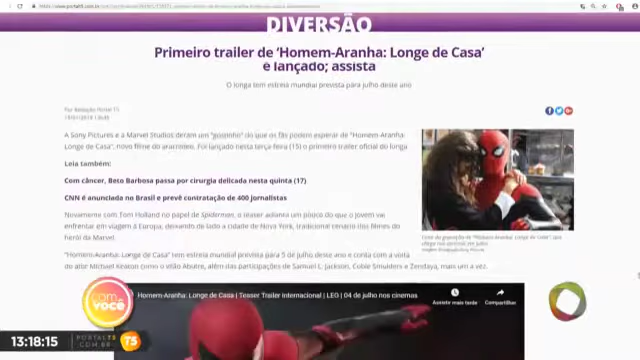 DIVERSÃO
Primeiro trailer de 'Homem-Aranha: Longe de Casa'
é lançado; assista
O longa tem estreia mundial prevista para julho deste ano
Por Redação Portal T5
A Sony Pictures e a Marvel Studios deram um "gostinho" do que os fãs podem esperar de "Homem-Aranha:
Longe de Casa", novo filme do aracnídeo. Foi lançado nesta terça-feira (15) o primeiro trailer oficial do longa
Leia também:
Com câncer, Beto Barbosa passa por cirurgia delicada nesta quinta (17)
CNN é anunciada no Brasil e prevê contratação de 400 jornalistas
Novamente com Tom Holland no papel de Spiderman, o teaser adianta um pouco do que o jovem vai
enfrentar em viagem à Europa, deixando de lado a cidade de Nova York, tradicional cenário dos filmes do
herói da Marvel.
"Homem-Aranha: Longe de Casa" tem estreia mundial prevista para 5 de julho deste ano e conta com a volta
do ator Michael Keaton como o vilão Abutre, além das participações de Samuel L. Jackson, Cobie Smulders e Zendaya, mais um a vez.
Homem-Aranha: Longe de Casa | Teaser Trailer Internacional | LEG | 04 de julho nos cinemas
Assistir mais tarde
Compartilhar
com
você
13:18:15
PORTALT5
.COM.BR
T5